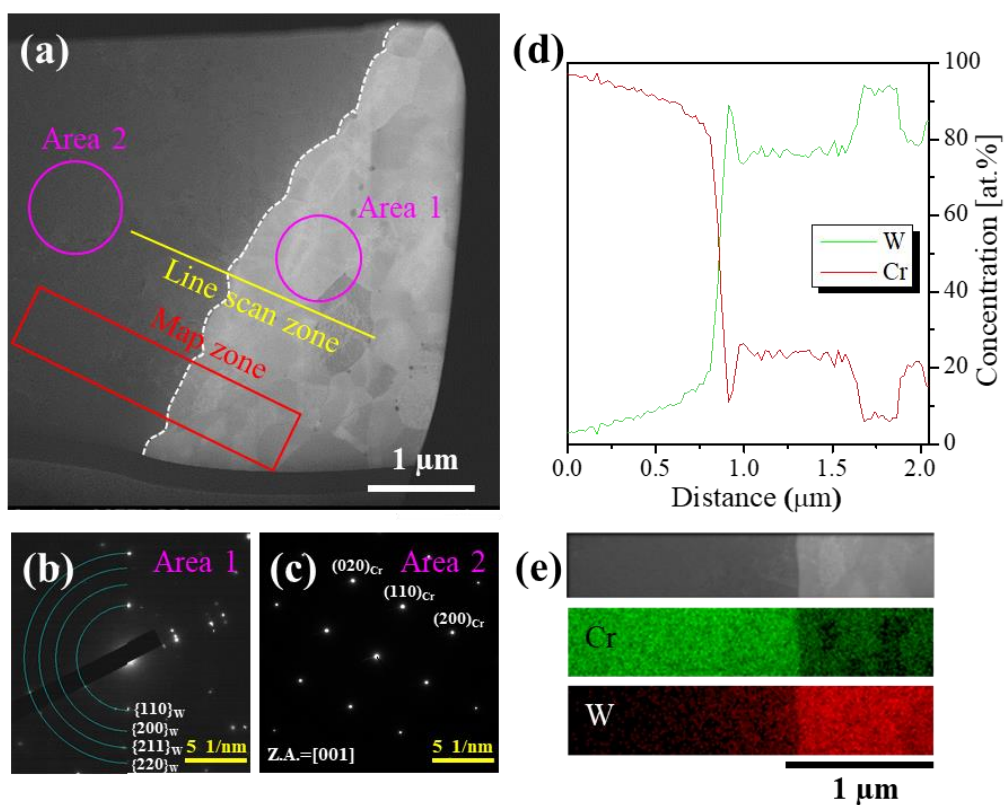 (a)
Area 2
Area 1
Line scan zone
Map zone
1 μm
(d)
100
80
60
40
20
0
Concentration [at.%]
W
Cr
0.0
0.5
1.0
1.5
2.0
Distance (μm)
(b)
Area 1
{110}W
{200}W
{211}W
{220}W
5 1/nm
(c)
Area 2
(020)Cr
(110)Cr
(200)Cr
Z.A.=[001]
5 1/nm
(e)
Cr
W
1 μm